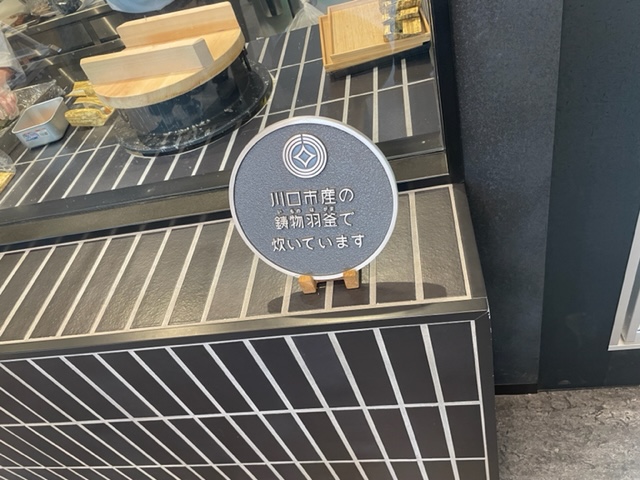 川口市産の
鋳物羽釜で
炊いています